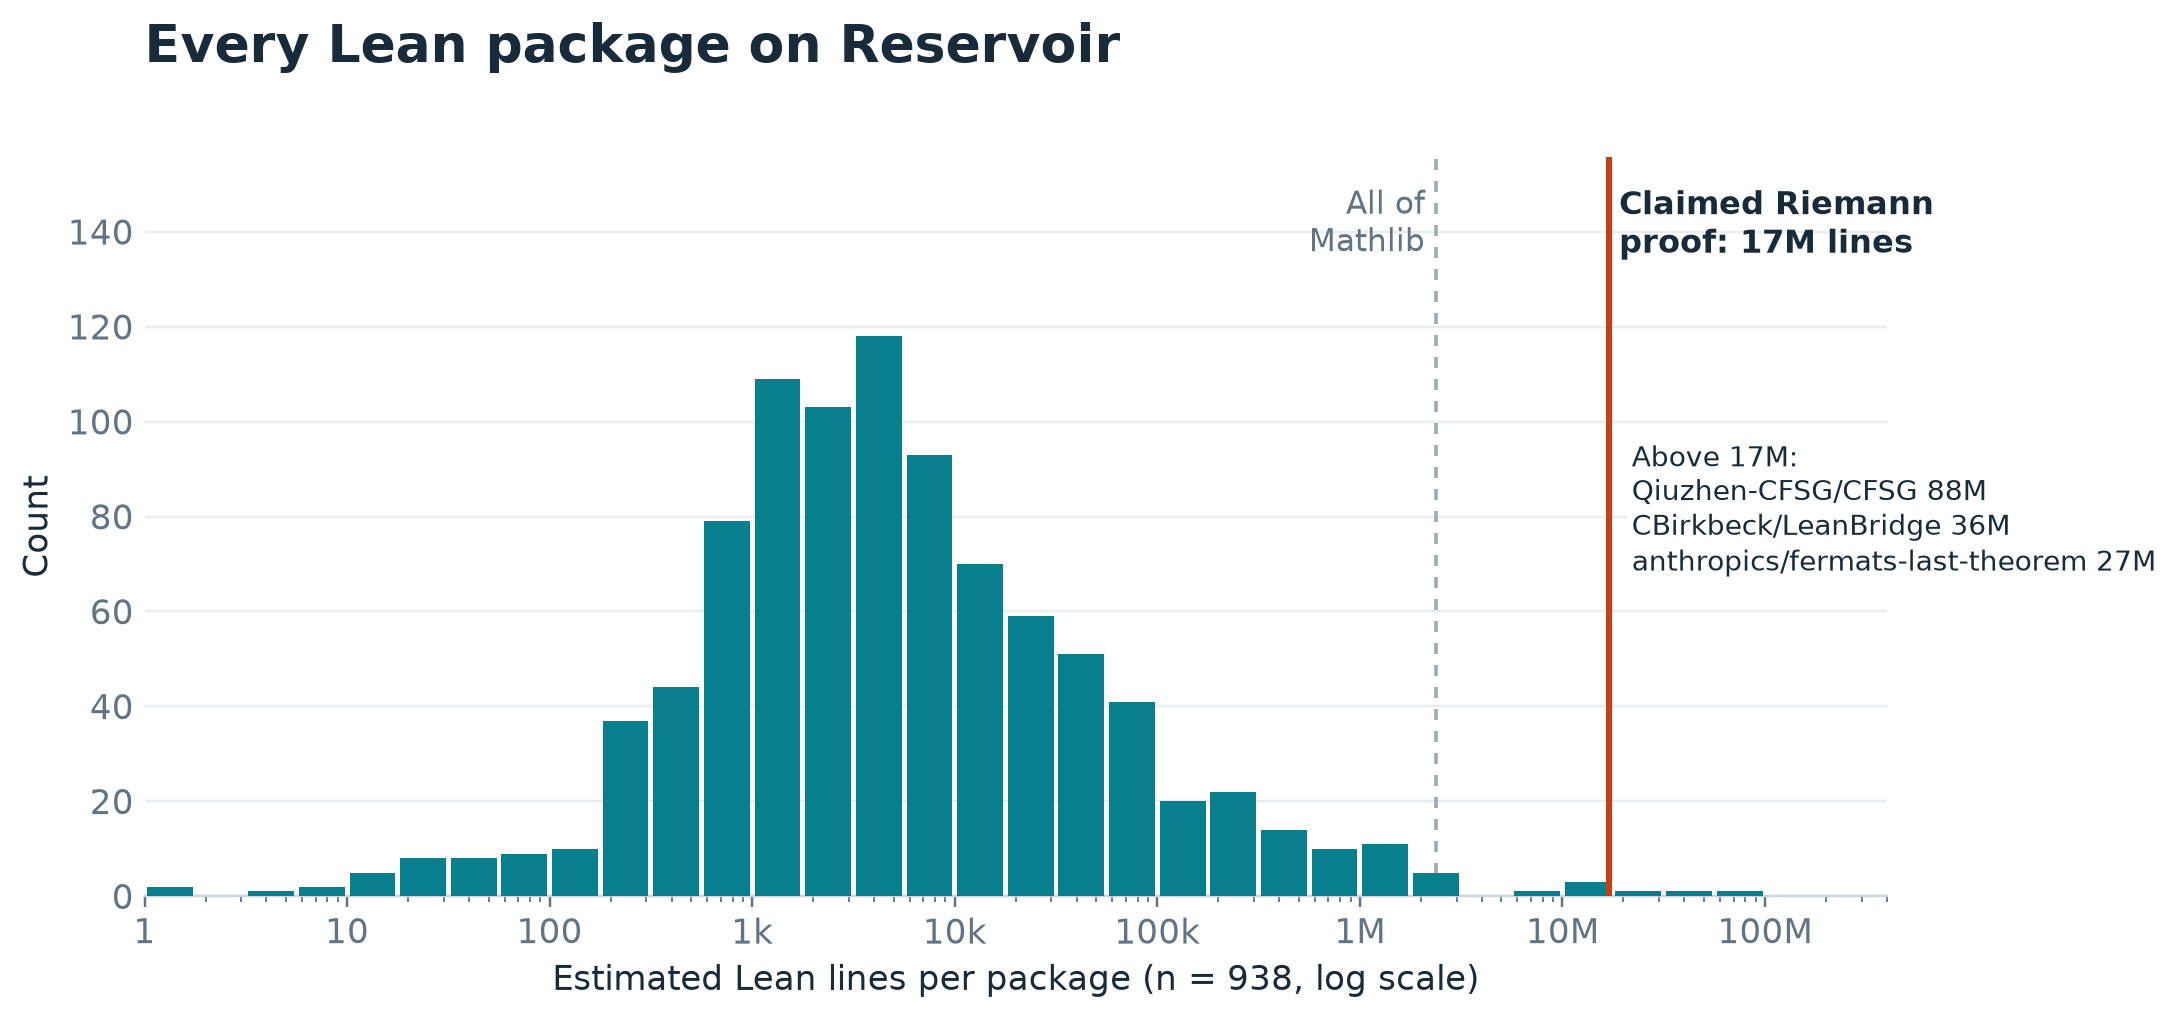 Every Lean package on Reservoir
All of
Mathlib
Claimed Riemann
proof: 17M lines
Above 17M:
Qiuzhen-CFSG/CFSG 88M
CBirkbeck/LeanBridge 36M
anthropics/fermats-last-theorem 27M
Count
140
120
100
80
60
40
20
0
1
10
100
1k
10k
100k
1M
10M
100M
Estimated Lean lines per package (n = 938, log scale)